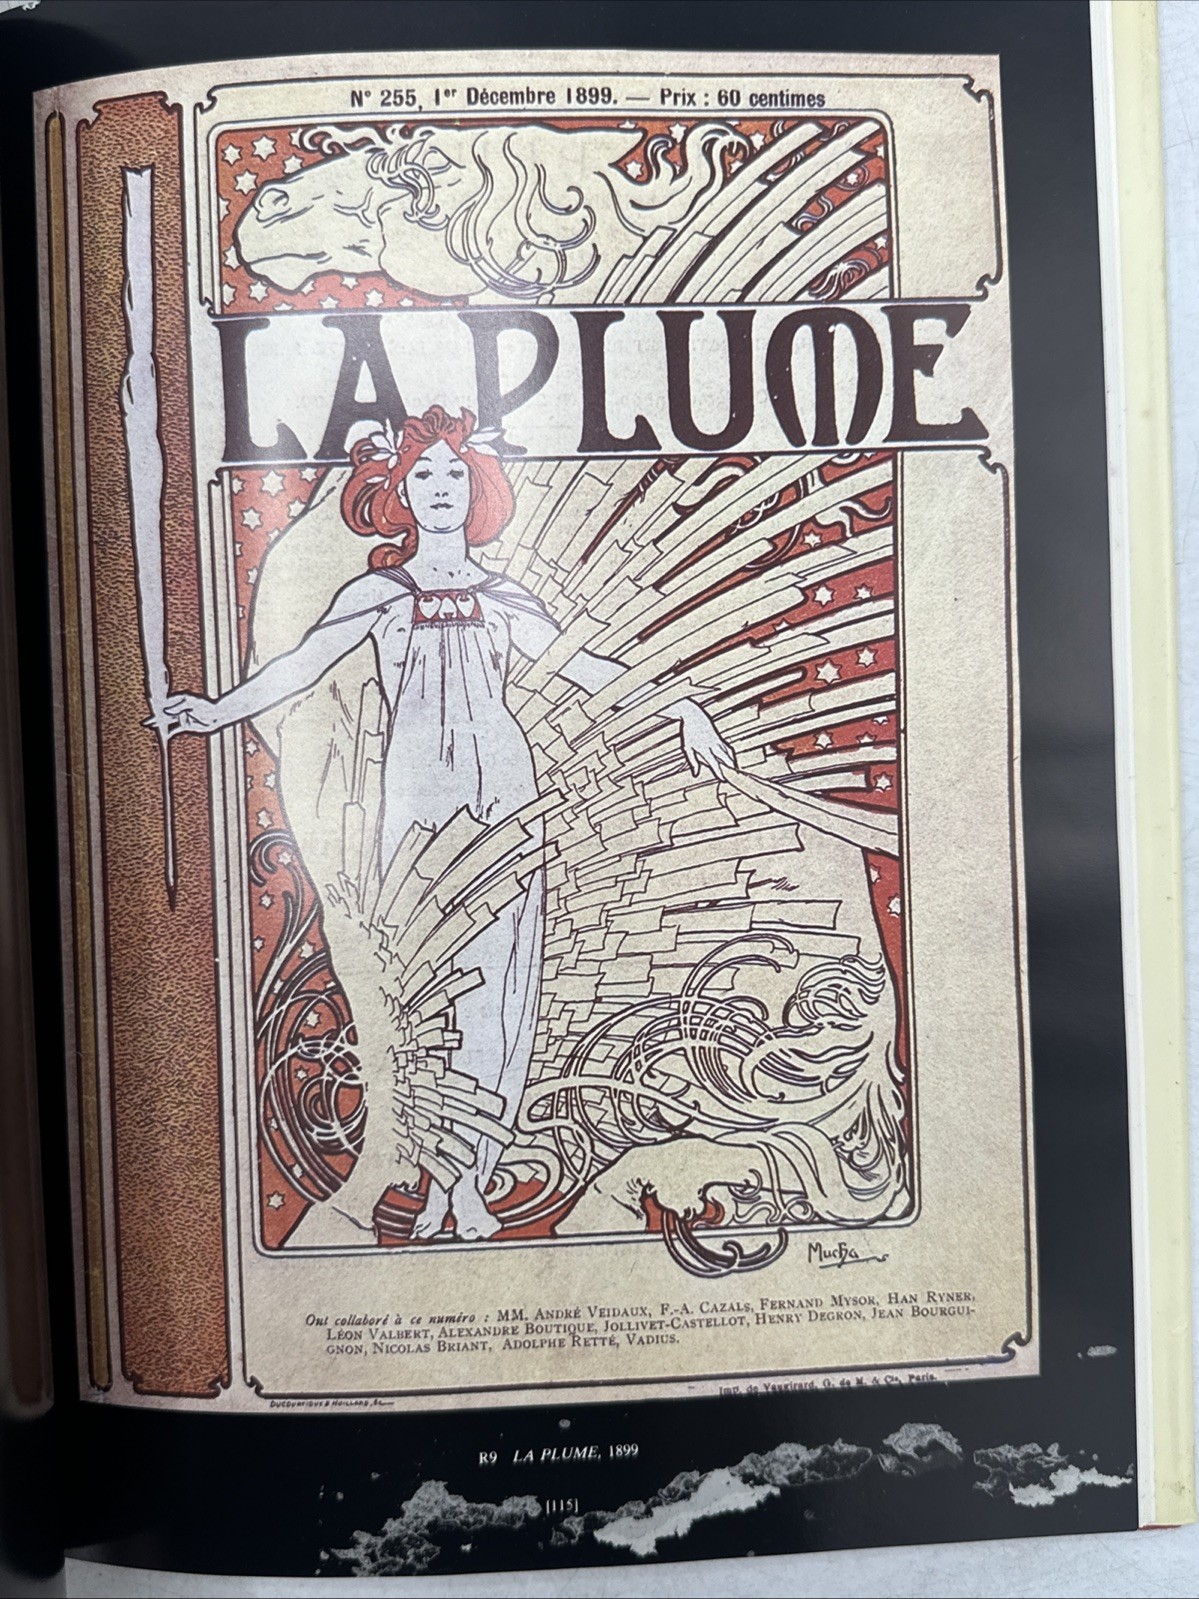 N° 255, 1er Décembre 1899. — Prix : 60 centimes
LA PLUME
Mucha
Ont collaboré à ce numéro : MM. ANDRÉ VEIDAUX, F.-A. CAZALS, FERNAND MYSOR, HAN RYNER,
LÉON VALBERT, ALEXANDRE BOUTIQUE, JOLLIVET-CASTELLOT, HENRY DEGRON, JEAN BOURGUI-
GNON, NICOLAS BRIANT, ADOLPHE RETTÉ, VADIUS.
Imp. de Vaugirard, G. de M. & Cie, Paris.
R9 LA PLUME, 1899
[115]